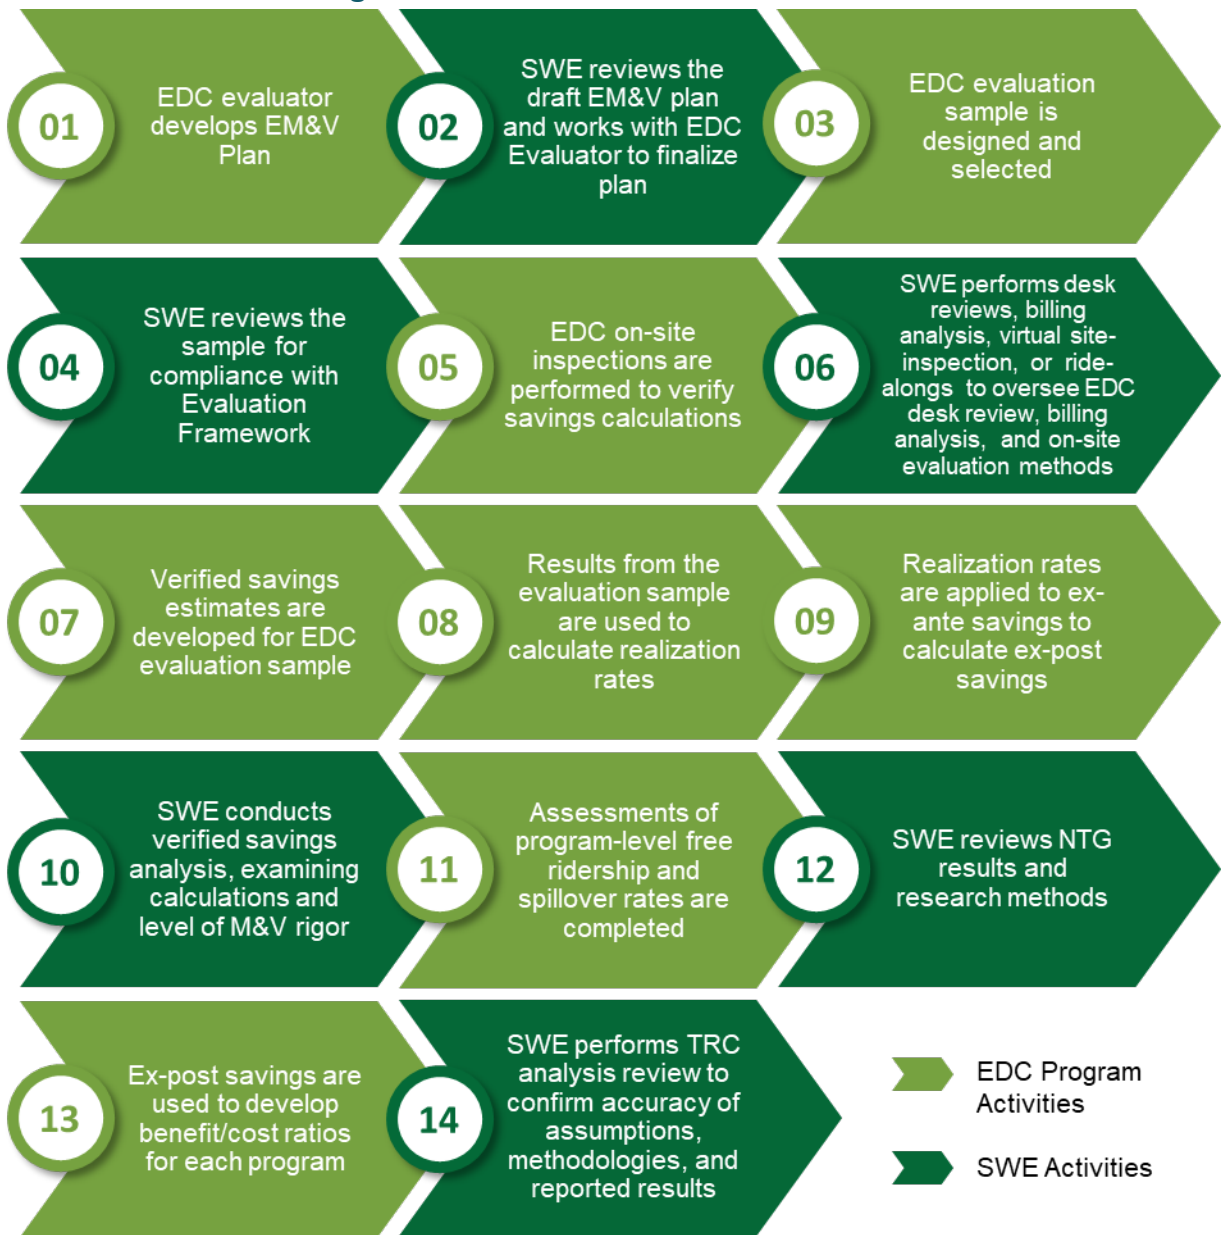 01
EDC evaluator
develops EM&V
Plan
02
SWE reviews the
draft EM&V plan
and works with EDC
Evaluator to finalize
plan
03
EDC evaluation
sample is
designed and
selected
04
SWE reviews the
sample for
compliance with
Evaluation
Framework
05
EDC on-site
inspections are
performed to verify
savings calculations
06
SWE performs desk
reviews, billing
analysis, virtual site-
inspection, or ride-
alongs to oversee EDC
desk review, billing
analysis, and on-site
evaluation methods
07
Verified savings
estimates are
developed for EDC
evaluation sample
08
Results from the
evaluation sample
are used to
calculate realization
rates
09
Realization rates
are applied to ex-
ante savings to
calculate ex-post
savings
10
SWE conducts
verified savings
analysis, examining
calculations and
level of M&V rigor
11
Assessments of
program-level free
ridership and
spillover rates are
completed
12
SWE reviews NTG
results and
research methods
13
Ex-post savings are
used to develop
benefit/cost ratios
for each program
14
SWE performs TRC
analysis review to
confirm accuracy of
assumptions,
methodologies, and
reported results
EDC Program
Activities
SWE Activities